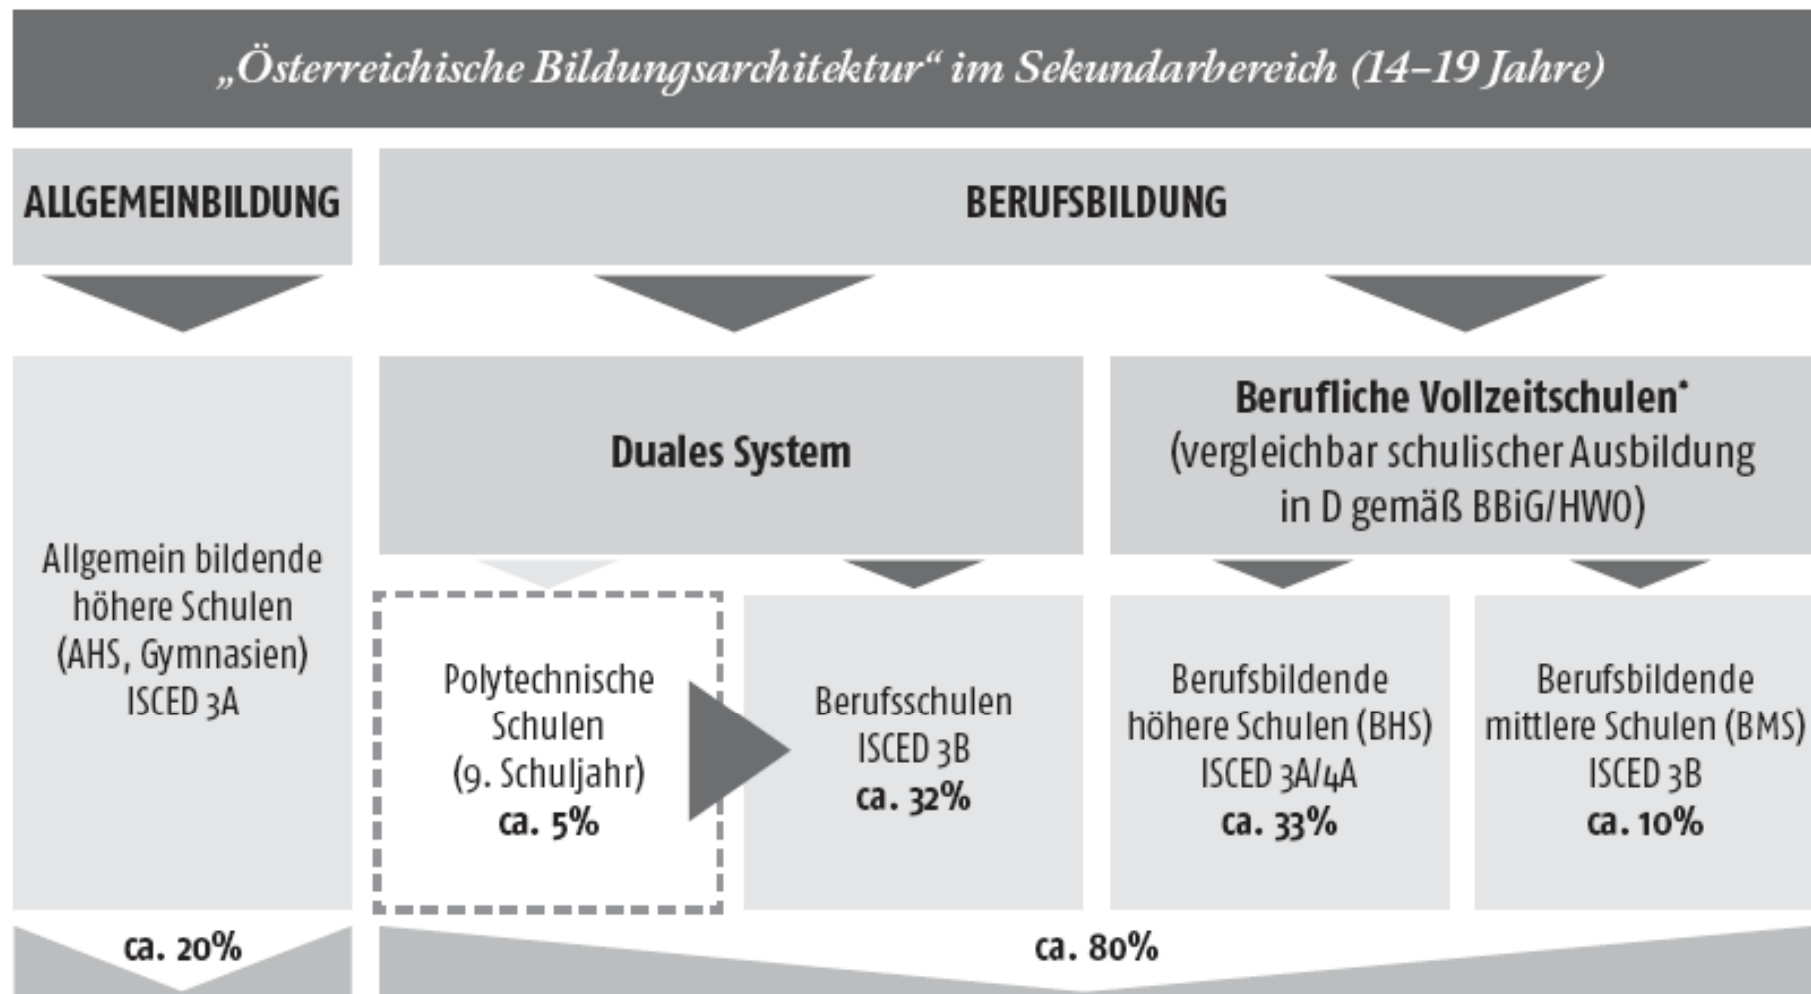 „Österreichische Bildungsarchitektur“ im Sekundarbereich (14–19 Jahre)
ALLGEMEINBILDUNG
BERUFSBILDUNG
Allgemein bildende
höhere Schulen
(AHS, Gymnasien)
ISCED 3A
Duales System
Berufliche Vollzeitschulen*
(vergleichbar schulischer Ausbildung
in D gemäß BBiG/HWO)
Polytechnische
Schulen
(9. Schuljahr)
ca. 5%
Berufsschulen
ISCED 3B
ca. 32%
Berufsbildende
höhere Schulen (BHS)
ISCED 3A/4A
ca. 33%
Berufsbildende
mittlere Schulen (BMS)
ISCED 3B
ca. 10%
ca. 20%
ca. 80%